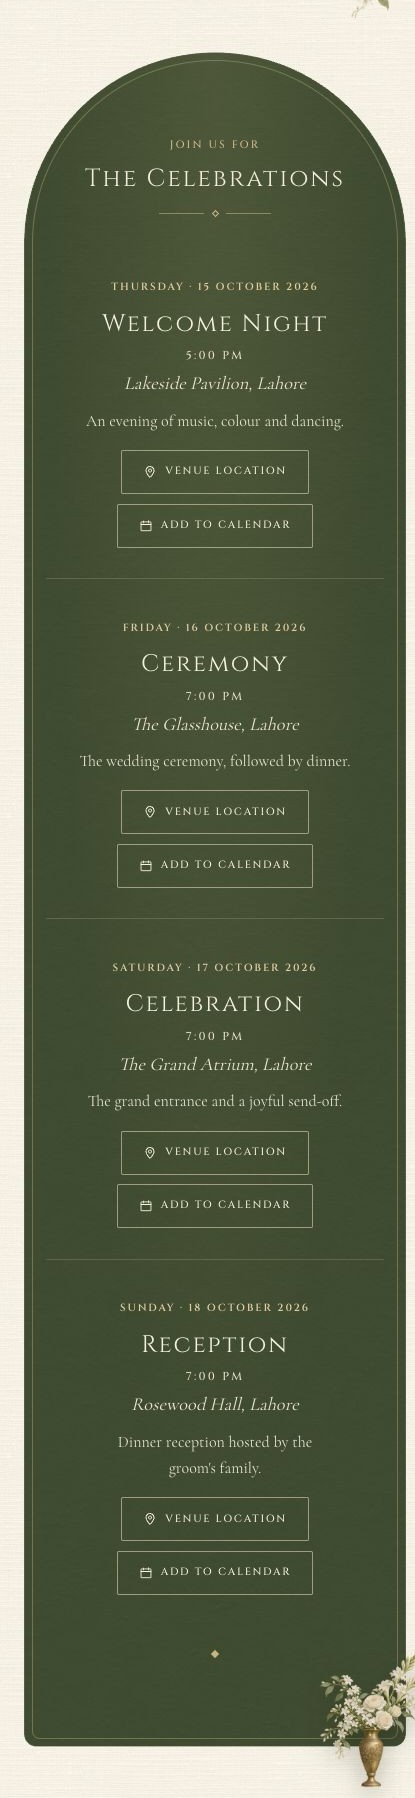 JOIN US FOR
THE CELEBRATIONS
THURSDAY · 15 OCTOBER 2026
WELCOME NIGHT
5:00 PM
Lakeside Pavilion, Lahore
An evening of music, colour and dancing.
VENUE LOCATION
ADD TO CALENDAR
FRIDAY · 16 OCTOBER 2026
CEREMONY
7:00 PM
The Glasshouse, Lahore
The wedding ceremony, followed by dinner.
VENUE LOCATION
ADD TO CALENDAR
SATURDAY · 17 OCTOBER 2026
CELEBRATION
7:00 PM
The Grand Atrium, Lahore
The grand entrance and a joyful send-off.
VENUE LOCATION
ADD TO CALENDAR
SUNDAY · 18 OCTOBER 2026
RECEPTION
7:00 PM
Rosewood Hall, Lahore
Dinner reception hosted by the
groom's family.
VENUE LOCATION
ADD TO CALENDAR